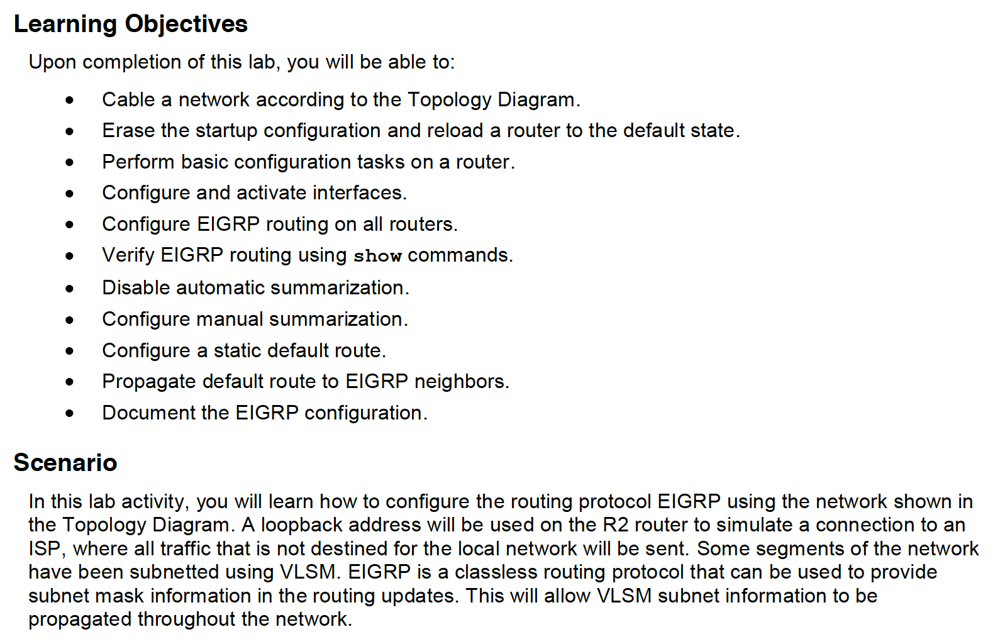 Learning Objectives
Upon completion of this lab, you will be able to:
• Cable a network according to the Topology Diagram.
• Erase the startup configuration and reload a router to the default state.
• Perform basic configuration tasks on a router.
• Configure and activate interfaces.
• Configure EIGRP routing on all routers.
• Verify EIGRP routing using show commands.
• Disable automatic summarization.
• Configure manual summarization.
• Configure a static default route.
• Propagate default route to EIGRP neighbors.
• Document the EIGRP configuration.
Scenario
In this lab activity, you will learn how to configure the routing protocol EIGRP using the network shown in
the Topology Diagram. A loopback address will be used on the R2 router to simulate a connection to an
ISP, where all traffic that is not destined for the local network will be sent. Some segments of the network
have been subnetted using VLSM. EIGRP is a classless routing protocol that can be used to provide
subnet mask information in the routing updates. This will allow VLSM subnet information to be
propagated throughout the network.